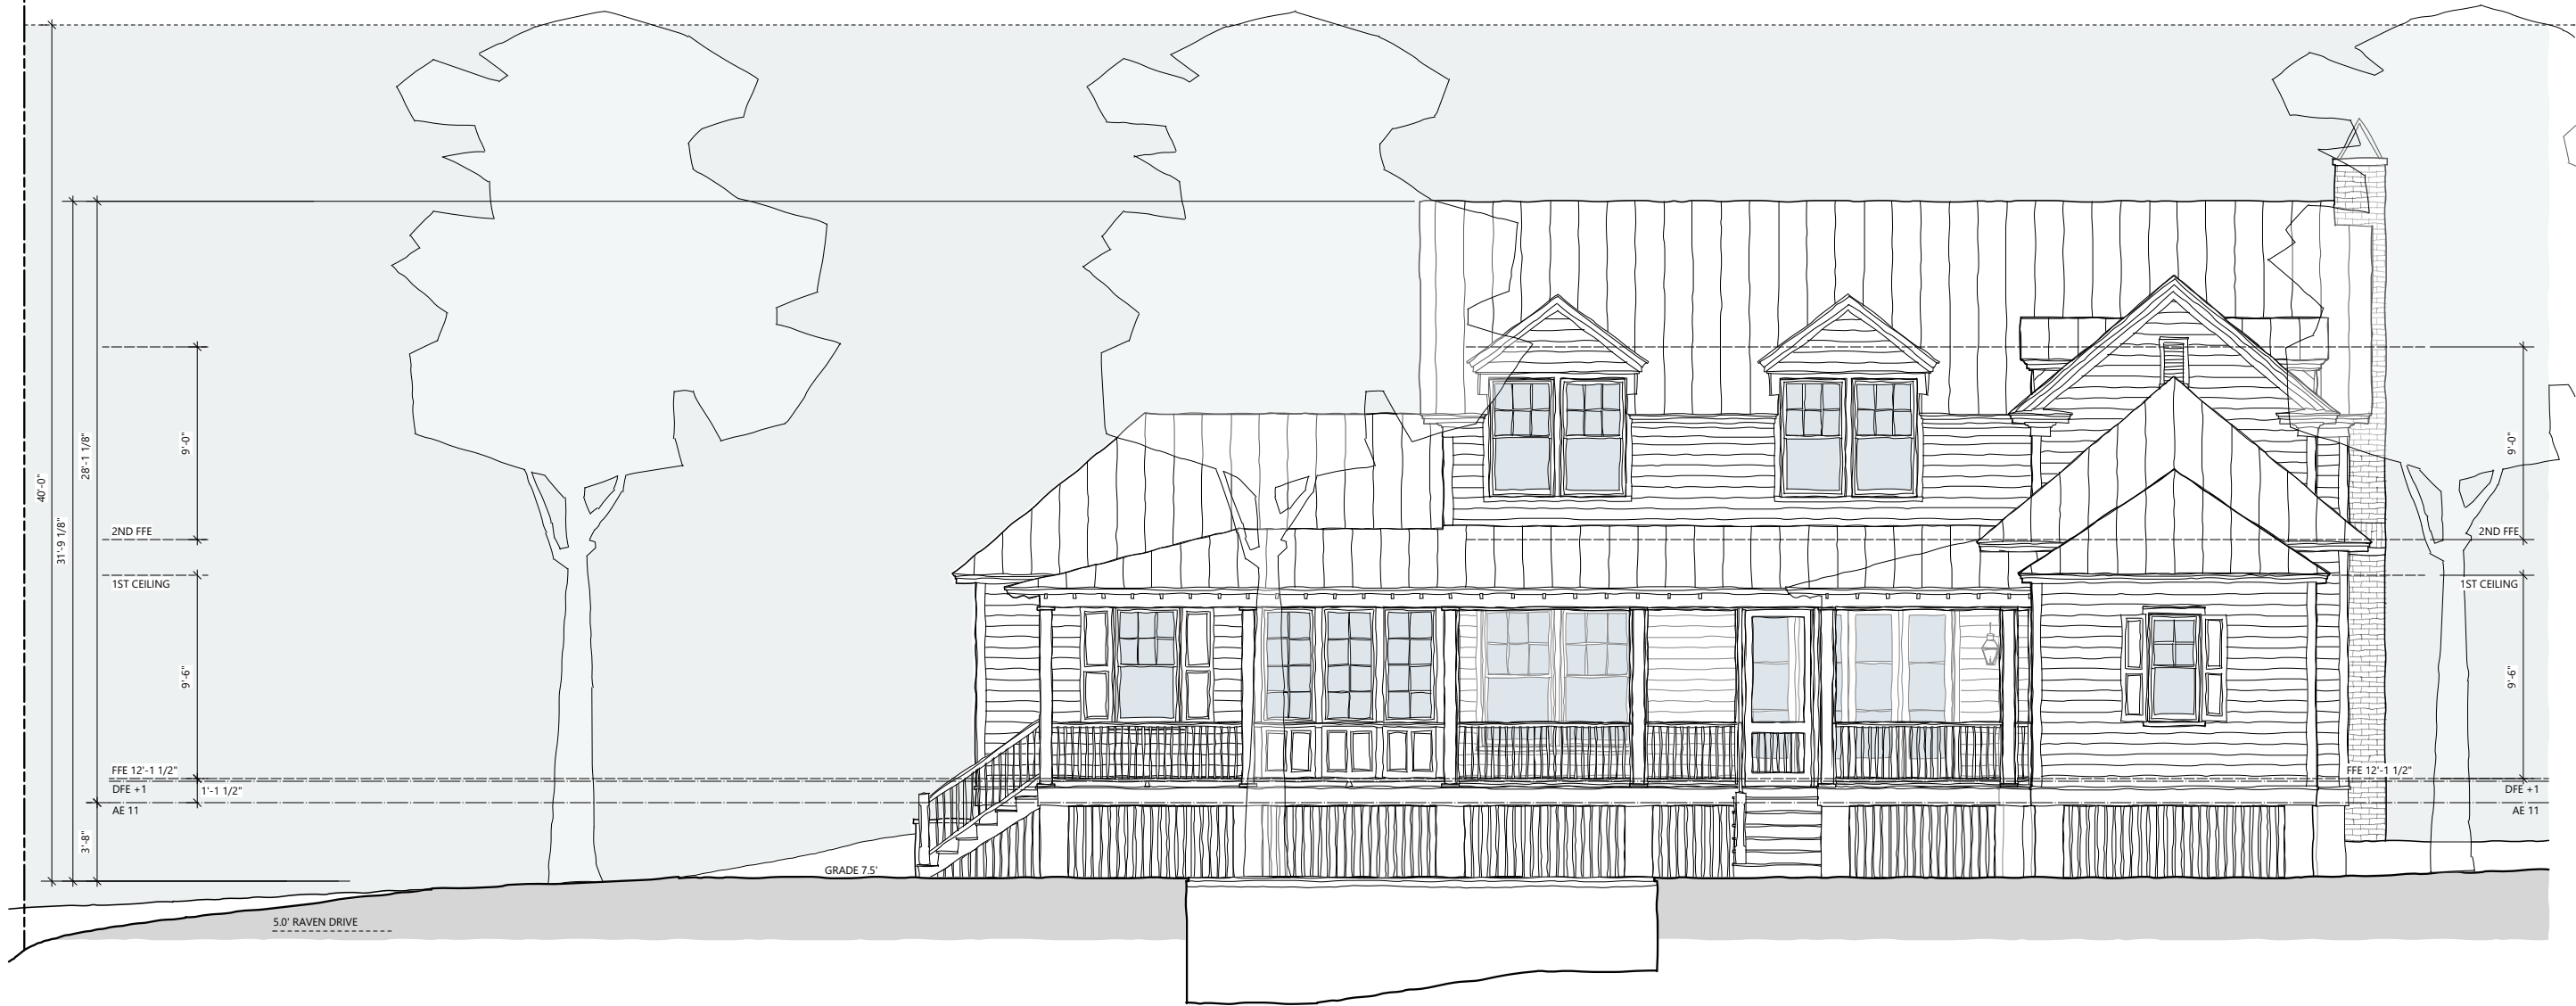 40'-0"
31'-9 1/8"
28'-1 1/8"
3'-8"
9'-0"
9'-6"
2ND FFE
1ST CEILING
FFE 12'-1 1/2"
DFE +1
1'-1 1/2"
AE 11
GRADE 7.5'
5.0' RAVEN DRIVE
9'-0"
2ND FFE
1ST CEILING
9'-6"
FFE 12'-1 1/2"
DFE +1
AE 11